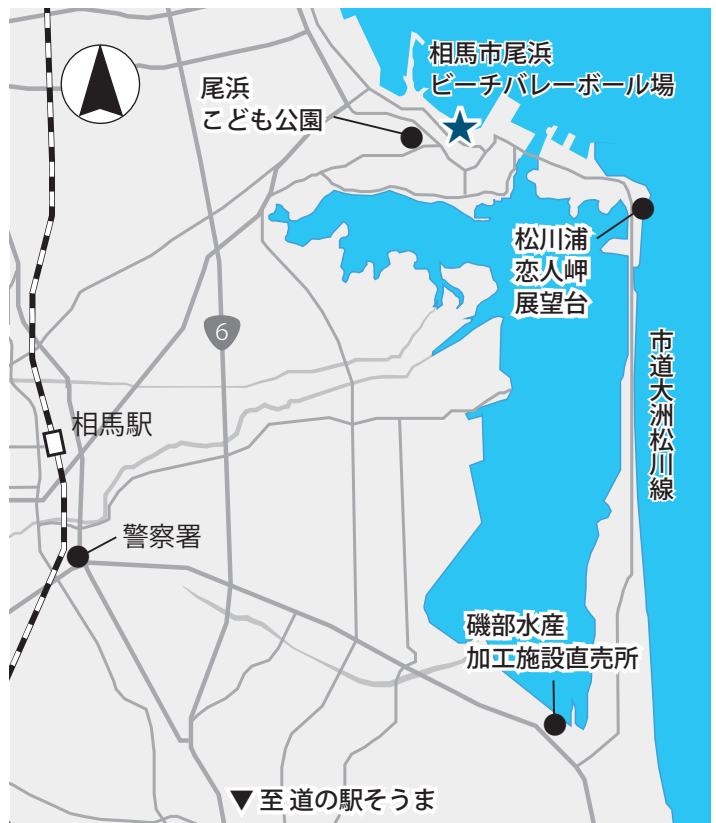 相馬市尾浜
ビーチバレーボール場
尾浜
こども公園
松川浦
恋人岬
展望台
6
市道大洲松川線
相馬駅
警察署
磯部水産
加工施設直売所
▼至 道の駅そうま